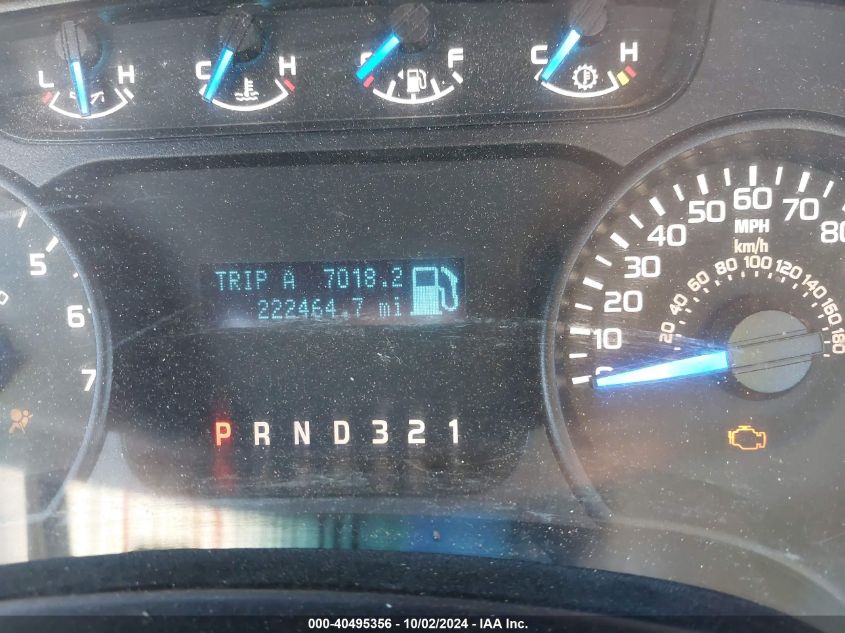 L H C H F C H
TRIP A 7018.2
222464.7 mi
5
6
7
P R N D 3 2 1
10 20 30 40 50 60 70 80
MPH
km/h
20 40 60 80 100 120 140 160 180
000-40495356 - 10/02/2024 - © IAA, Inc.